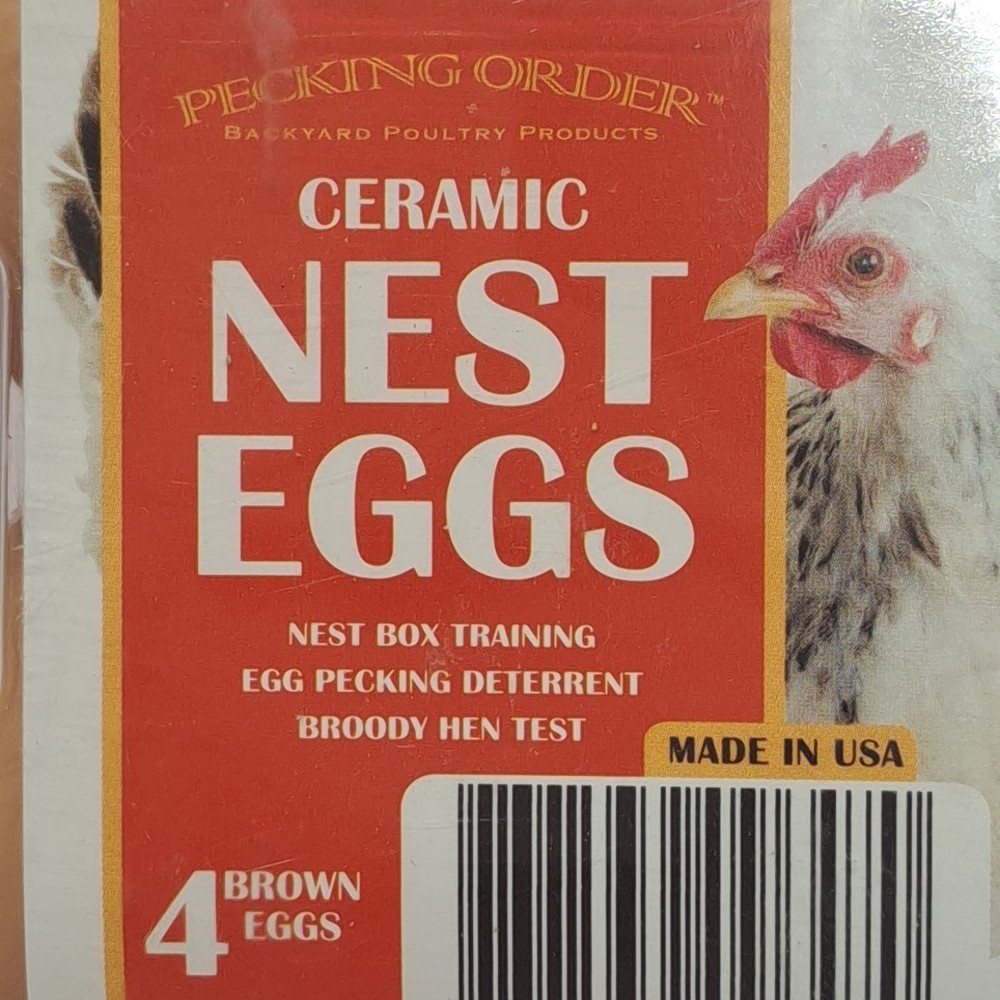 PECKING ORDER™
BACKYARD POULTRY PRODUCTS
CERAMIC
NEST
EGGS
NEST BOX TRAINING
EGG PECKING DETERRENT
BROODY HEN TEST
MADE IN USA
4 BROWN
EGGS